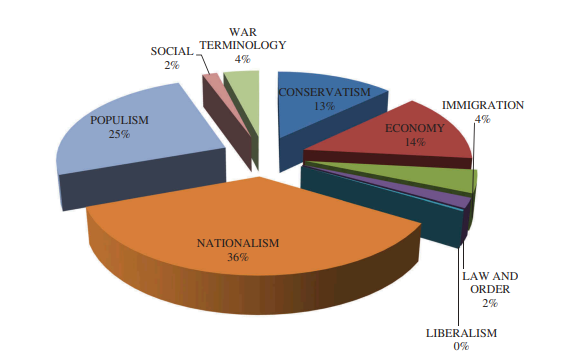 WAR
TERMINOLOGY
4%
SOCIAL
2%
CONSERVATISM
13%
IMMIGRATION
4%
ECONOMY
14%
POPULISM
25%
NATIONALISM
36%
LAW AND
ORDER
2%
LIBERALISM
0%